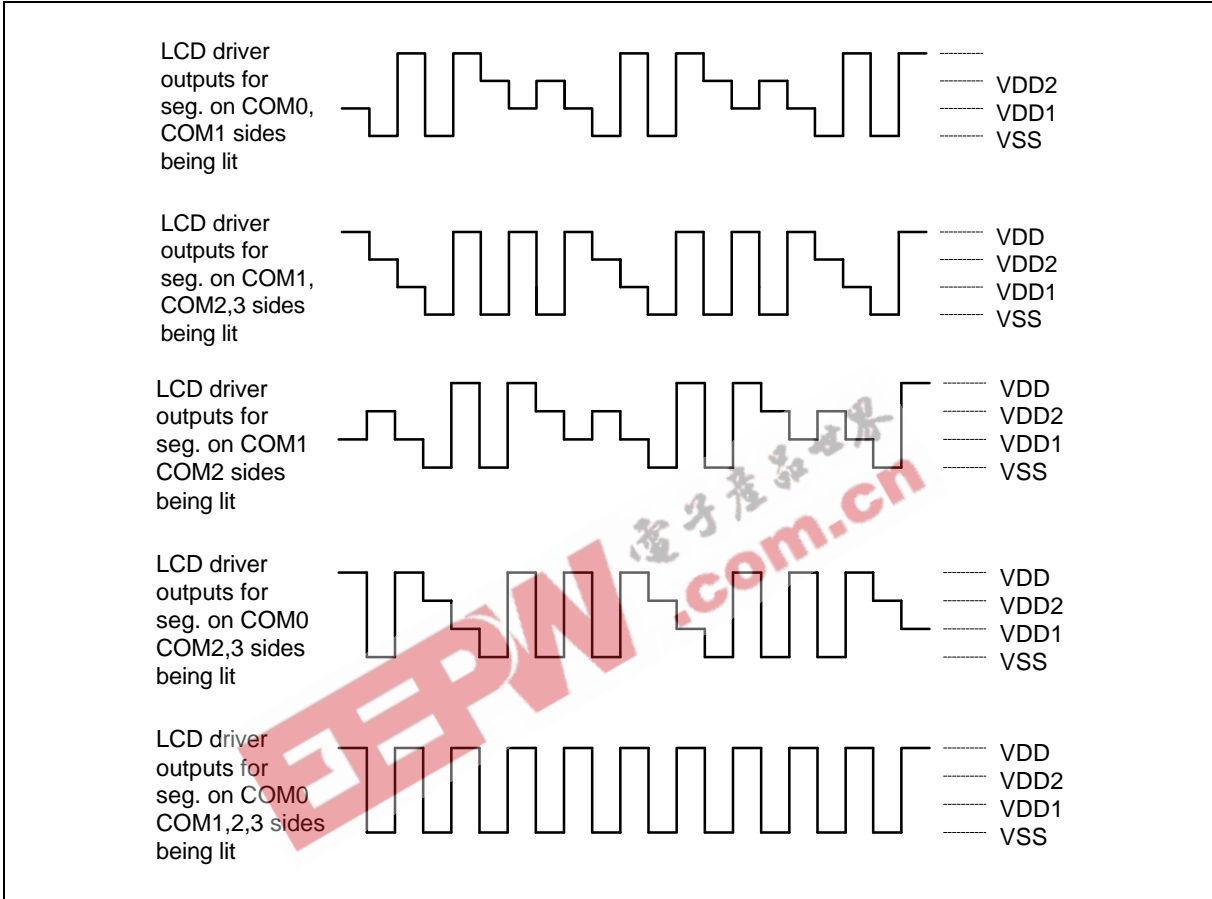 LCD driver
outputs for
seg. on COM0,
COM1 sides
being lit
VDD2
VDD1
VSS
LCD driver
outputs for
seg. on COM1,
COM2,3 sides
being lit
VDD
VDD2
VDD1
VSS
LCD driver
outputs for
seg. on COM1
COM2 sides
being lit
VDD
VDD2
VDD1
VSS
LCD driver
outputs for
seg. on COM0
COM2,3 sides
being lit
VDD
VDD2
VDD1
VSS
LCD driver
outputs for
seg. on COM0
COM1,2,3 sides
being lit
VDD
VDD2
VDD1
VSS
EEPW
電子產品世界
.com.cn